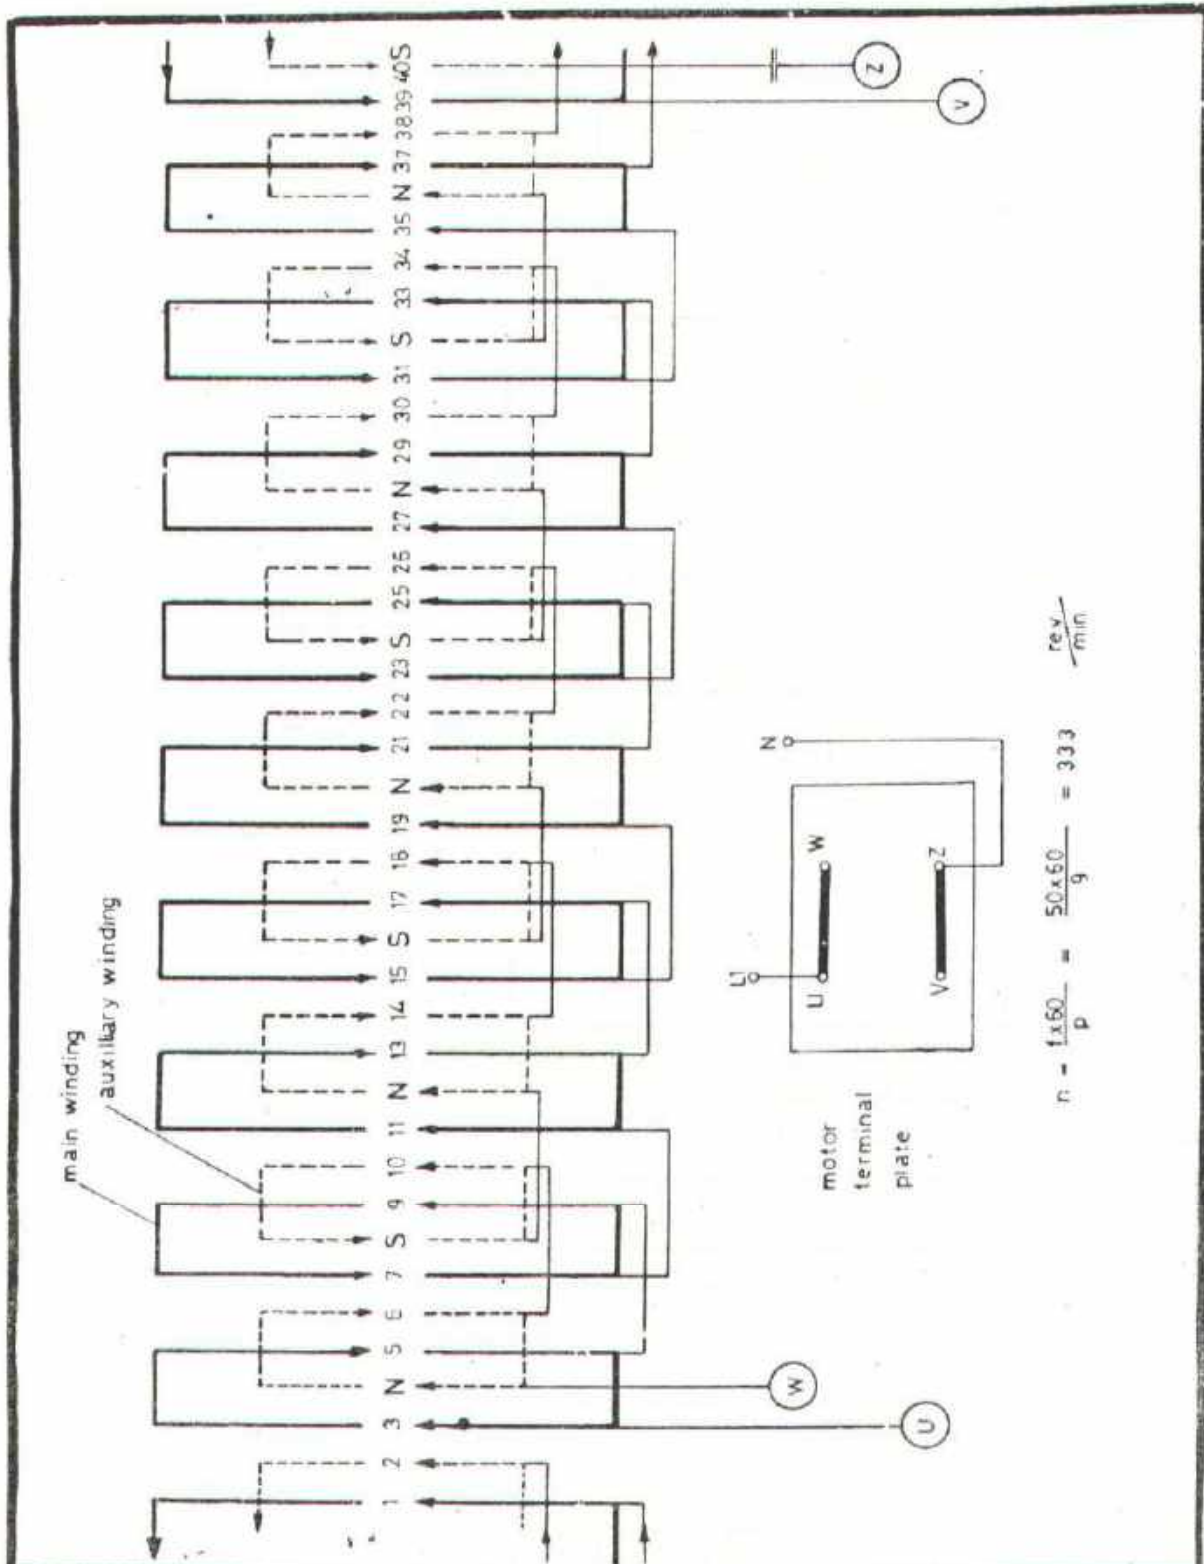 main winding
auxillary winding
1 2 3 N 5 6 7 S 9 10 11 N 13 14 15 S 17 18 19 N 21 22 23 S 25 26 27 N 29 30 31 S 33 34 35 N 37 38 39 40S
W
Z
U
V
L1
N
U W
V Z
motor
terminal
plate
n = f x 60 / p = 50 x 60 / 9 = 333 rev/min